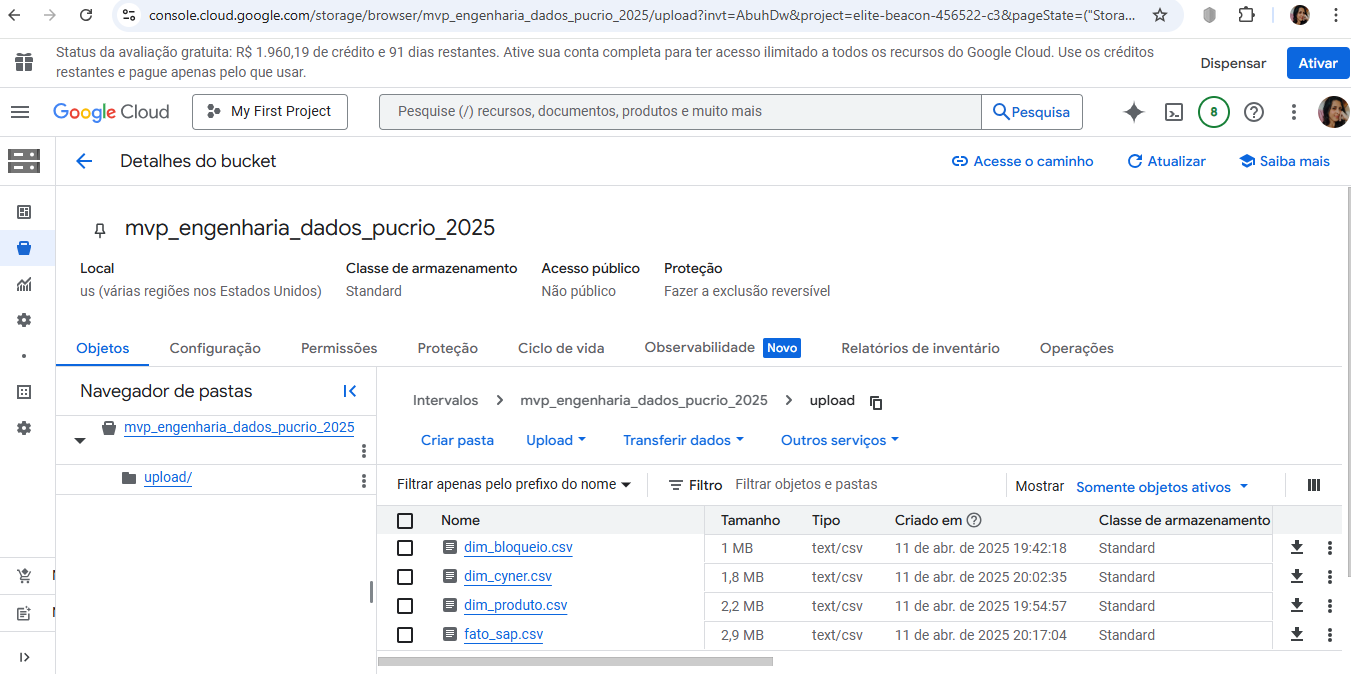 console.cloud.google.com/storage/browser/mvp_engenharia_dados_pucrio_2025/upload?invt=AbuhDw&project=elite-beacon-456522-c3&pageState=("Stora...
Status da avaliação gratuita: R$ 1.960,19 de crédito e 91 dias restantes. Ative sua conta completa para ter acesso ilimitado a todos os recursos do Google Cloud. Use os créditos
restantes e pague apenas pelo que usar.
Dispensar
Ativar
Google Cloud
My First Project
Pesquise (/) recursos, documentos, produtos e muito mais
Pesquisa
8
Detalhes do bucket
Acesse o caminho
Atualizar
Saiba mais
mvp_engenharia_dados_pucrio_2025
Local
us (várias regiões nos Estados Unidos)
Classe de armazenamento
Standard
Acesso público
Não público
Proteção
Fazer a exclusão reversível
Objetos
Configuração
Permissões
Proteção
Ciclo de vida
Observabilidade Novo
Relatórios de inventário
Operações
Navegador de pastas
mvp_engenharia_dados_pucrio_2025
upload/
Intervalos > mvp_engenharia_dados_pucrio_2025 > upload
Criar pasta
Upload
Transferir dados
Outros serviços
Filtrar apenas pelo prefixo do nome
Filtro
Filtrar objetos e pastas
Mostrar
Somente objetos ativos
Nome Tamanho Tipo Criado em Classe de armazenamento
dim_bloqueio.csv 1 MB text/csv 11 de abr. de 2025 19:42:18 Standard
dim_cyner.csv 1,8 MB text/csv 11 de abr. de 2025 20:02:35 Standard
dim_produto.csv 2,2 MB text/csv 11 de abr. de 2025 19:54:57 Standard
fato_sap.csv 2,9 MB text/csv 11 de abr. de 2025 20:17:04 Standard